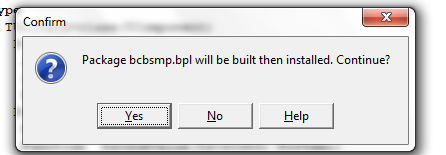 Confirm
Package bcbsmp.bpl will be built then installed. Continue?
Yes No Help